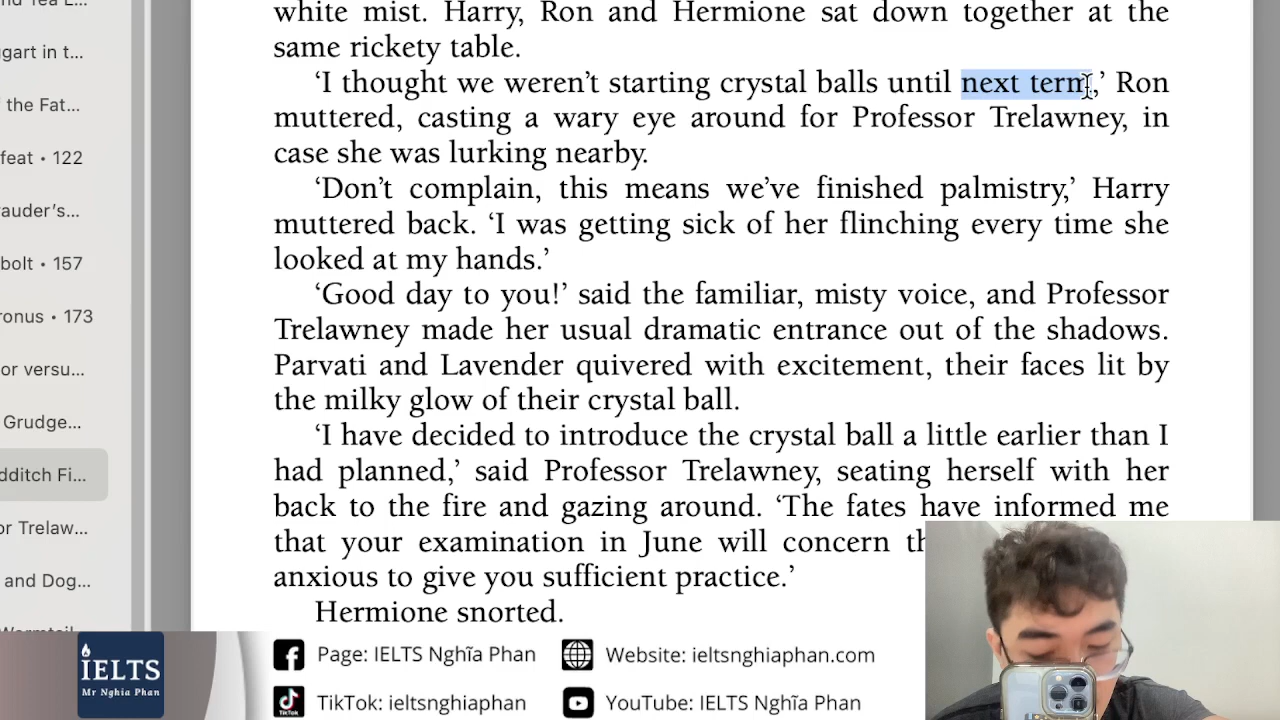 and Tea L...
white mist. Harry, Ron and Hermione sat down together at the
ggart in t...
same rickety table.
‘I thought we weren’t starting crystal balls until next term,’ Ron
the Fat...
muttered, casting a wary eye around for Professor Trelawney, in
feat • 122
case she was lurking nearby.
‘Don’t complain, this means we’ve finished palmistry,’ Harry
rauder’s...
muttered back. ‘I was getting sick of her flinching every time she
bolt • 157
looked at my hands.’
‘Good day to you!’ said the familiar, misty voice, and Professor
ronus • 173
Trelawney made her usual dramatic entrance out of the shadows.
or versu...
Parvati and Lavender quivered with excitement, their faces lit by
the milky glow of their crystal ball.
Grudge...
‘I have decided to introduce the crystal ball a little earlier than I
dditch Fi...
had planned,’ said Professor Trelawney, seating herself with her
back to the fire and gazing around. ‘The fates have informed me
or Trelaw...
that your examination in June will concern th
and Dog...
anxious to give you sufficient practice.’
Hermione snorted.
IELTS
Mr Nghia Phan
Page: IELTS Nghĩa Phan
Website: ieltsnghiaphan.com
TikTok: ieltsnghiaphan
YouTube: IELTS Nghĩa Phan